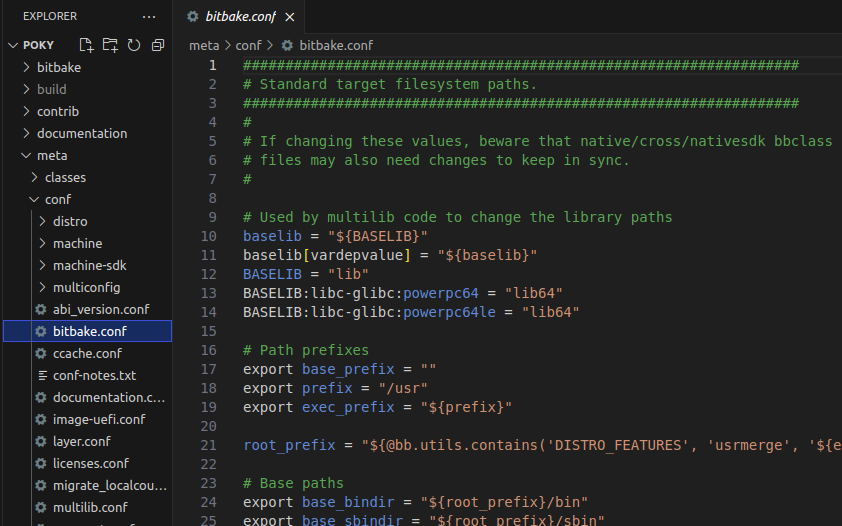 EXPLORER
POKY
bitbake
build
contrib
documentation
meta
classes
conf
distro
machine
machine-sdk
multiconfig
abi_version.conf
bitbake.conf
ccache.conf
conf-notes.txt
documentation.c...
image-uefi.conf
layer.conf
licenses.conf
migrate_localcou...
multilib.conf
bitbake.conf
meta > conf > bitbake.conf
1 ##################################################################
2 # Standard target filesystem paths.
3 ##################################################################
4 #
5 # If changing these values, beware that native/cross/nativesdk bbclass
6 # files may also need changes to keep in sync.
7 #
8
9 # Used by multilib code to change the library paths
10 baselib = "${BASELIB}"
11 baselib[vardepvalue] = "${baselib}"
12 BASELIB = "lib"
13 BASELIB:libc-glibc:powerpc64 = "lib64"
14 BASELIB:libc-glibc:powerpc64le = "lib64"
15
16 # Path prefixes
17 export base_prefix = ""
18 export prefix = "/usr"
19 export exec_prefix = "${prefix}"
20
21 root_prefix = "${@bb.utils.contains('DISTRO_FEATURES', 'usrmerge', '${e
22
23 # Base paths
24 export base_bindir = "${root_prefix}/bin"
25 export base_sbindir = "${root_prefix}/sbin"